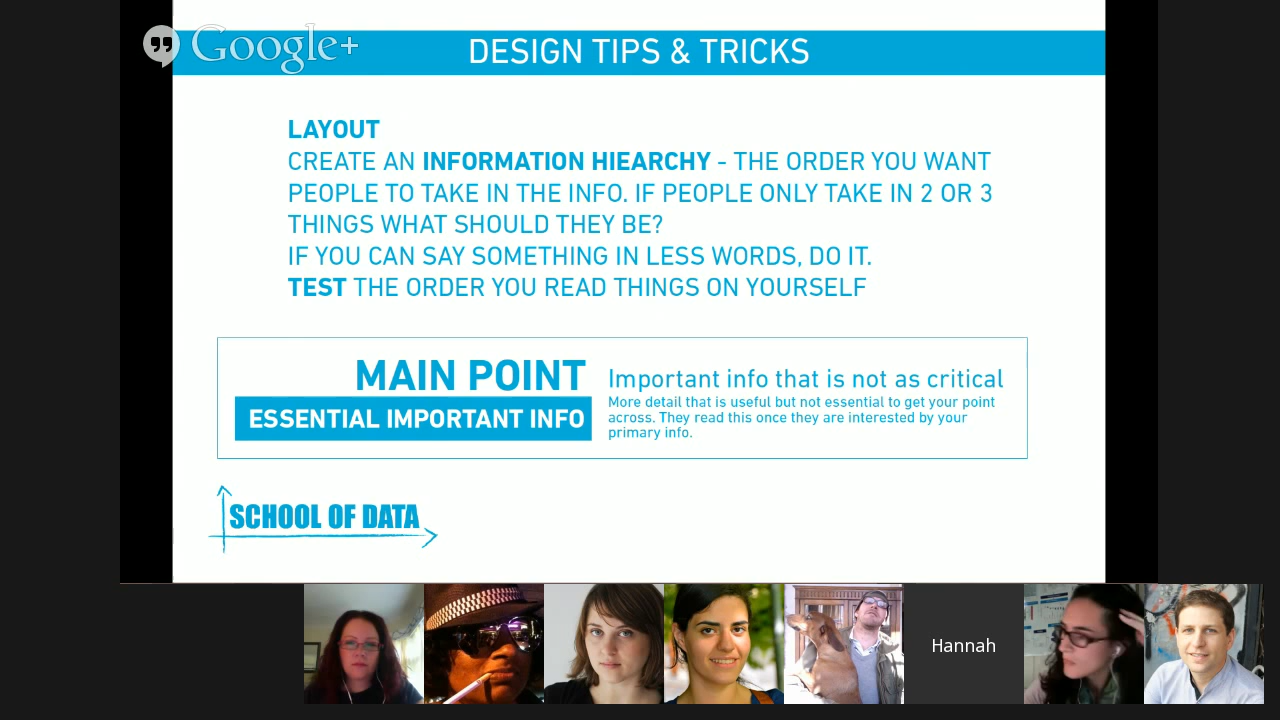 Google+
DESIGN TIPS & TRICKS
LAYOUT
CREATE AN INFORMATION HIEARCHY - THE ORDER YOU WANT
PEOPLE TO TAKE IN THE INFO. IF PEOPLE ONLY TAKE IN 2 OR 3
THINGS WHAT SHOULD THEY BE?
IF YOU CAN SAY SOMETHING IN LESS WORDS, DO IT.
TEST THE ORDER YOU READ THINGS ON YOURSELF
MAIN POINT
ESSENTIAL IMPORTANT INFO
Important info that is not as critical
More detail that is useful but not essential to get your point
across. They read this once they are interested by your
primary info.
SCHOOL OF DATA
Hannah